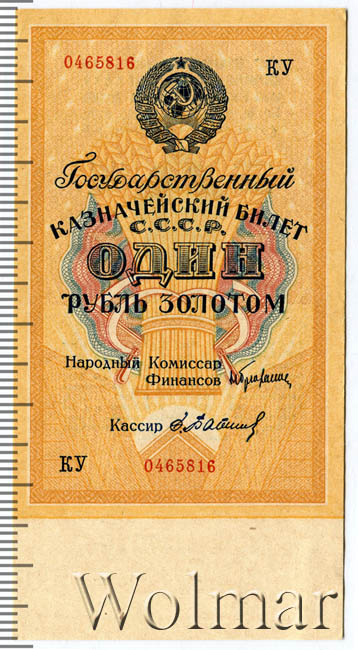 0465816 КУ
Государственный
КАЗНАЧЕЙСКИЙ БИЛЕТ
С.С.С.Р.
ОДИН
РУБЛЬ ЗОЛОТОМ
Народный Комиссар
Финансов
Кассир
КУ 0465816
Wolmar